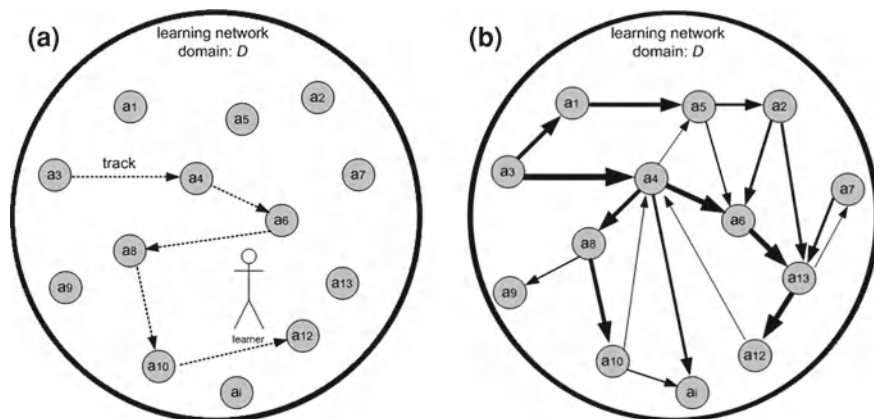 (a)
learning network
domain: D
a1
a5
a2
a3
track
a4
a7
a6
a8
a9
a13
learner
a12
a10
ai
(b)
learning network
domain: D
a1
a5
a2
a3
a4
a7
a6
a8
a13
a9
a10
a12
ai